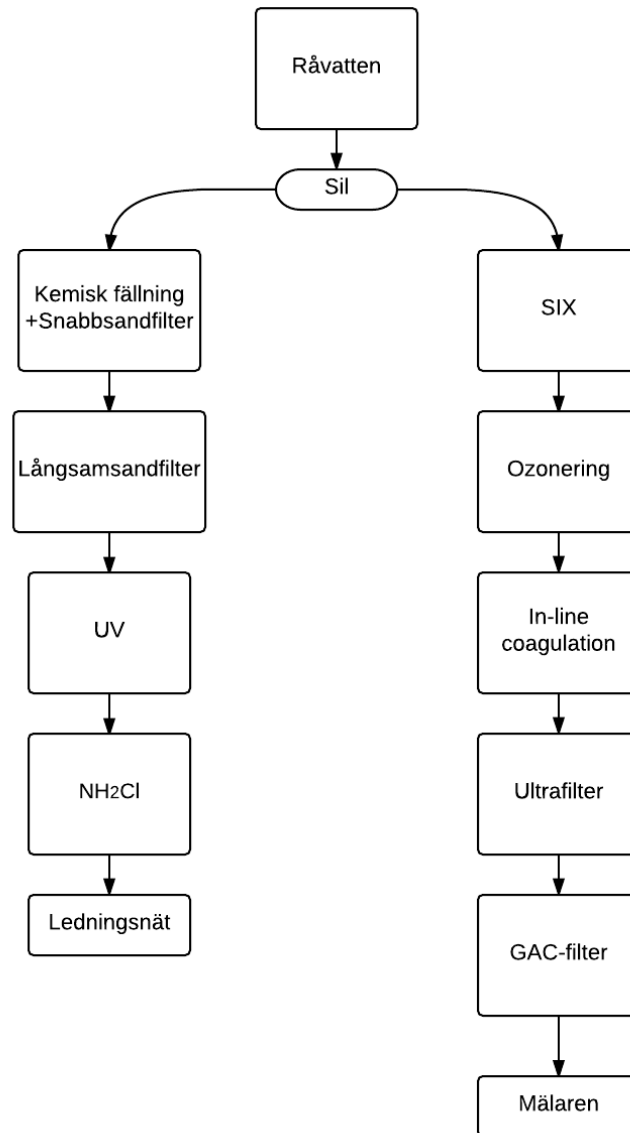 Råvatten
Sil
Kemisk fällning
+Snabbsandfilter
Långsamsandfilter
UV
NH2Cl
Ledningsnät
SIX
Ozonering
In-line
coagulation
Ultrafilter
GAC-filter
Mälaren